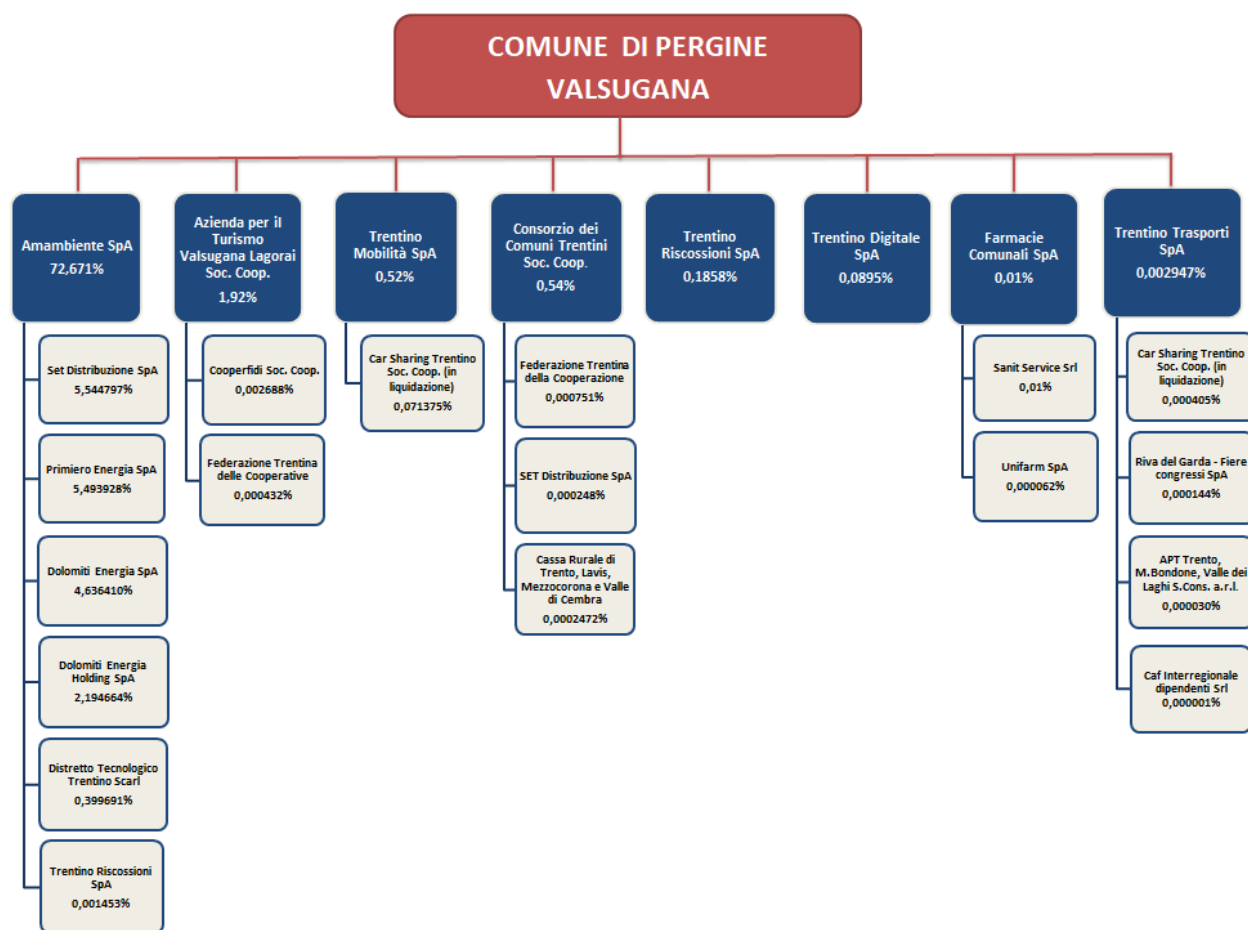 COMUNE DI PERGINE
VALSUGANA
Amambiente SpA
72,671%
Azienda per il
Turismo
Valsugana Lagorai
Soc. Coop.
1,92%
Trentino
Mobilità SpA
0,52%
Consorzio dei
Comuni Trentini
Soc. Coop.
0,54%
Trentino
Riscossioni SpA
0,1858%
Trentino Digitale
SpA
0,0895%
Farmacie
Comunali SpA
0,01%
Trentino Trasporti
SpA
0,002947%
Set Distribuzione SpA
5,544797%
Primiero Energia SpA
5,493928%
Dolomiti Energia SpA
4,636410%
Dolomiti Energia
Holding SpA
2,194664%
Distretto Tecnologico
Trentino Scarl
0,399691%
Trentino Riscossioni
SpA
0,001453%
Cooperfidi Soc. Coop.
0,002688%
Federazione Trentina
delle Cooperative
0,000432%
Car Sharing Trentino
Soc. Coop. (in
liquidazione)
0,071375%
Federazione Trentina
della Cooperazione
0,000751%
SET Distribuzione SpA
0,000248%
Cassa Rurale di
Trento, Lavis,
Mezzocorona e Valle
di Cembra
0,0002472%
Sanit Service Srl
0,01%
Unifarm SpA
0,000062%
Car Sharing Trentino
Soc. Coop. (in
liquidazione)
0,000405%
Riva del Garda - Fiere
congressi SpA
0,000144%
APT Trento,
M.Bondone, Valle dei
Laghi S.Cons. a.r.l.
0,000030%
Caf Interregionale
dipendenti Srl
0,000001%